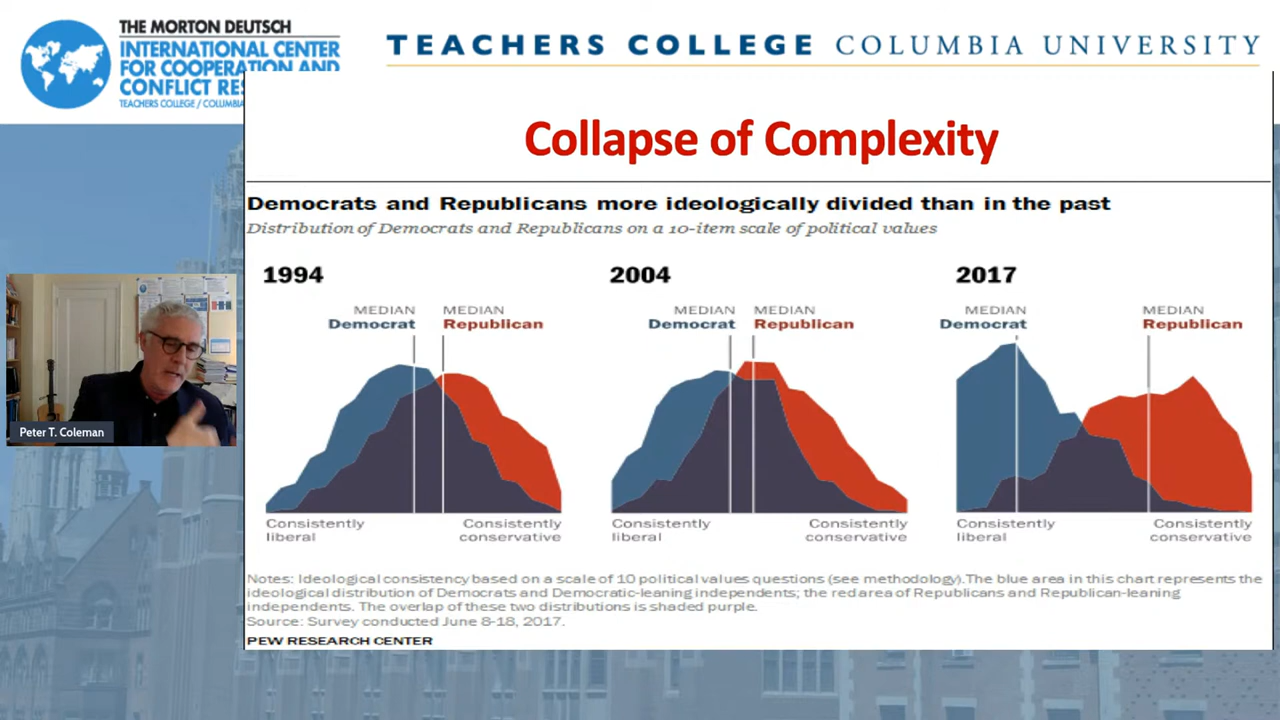 THE MORTON DEUTSCH
INTERNATIONAL CENTER
FOR COOPERATION AND
CONFLICT RES
TEACHERS COLLEGE / COLUMBIA
TEACHERS COLLEGE COLUMBIA UNIVERSITY
Collapse of Complexity
Democrats and Republicans more ideologically divided than in the past
Distribution of Democrats and Republicans on a 10-item scale of political values
1994
MEDIAN
Democrat
MEDIAN
Republican
Consistently
liberal
Consistently
conservative
2004
MEDIAN
Democrat
MEDIAN
Republican
Consistently
liberal
Consistently
conservative
2017
MEDIAN
Democrat
MEDIAN
Republican
Consistently
liberal
Consistently
conservative
Peter T. Coleman
Notes: Ideological consistency based on a scale of 10 political values questions (see methodology).The blue area in this chart represents the
ideological distribution of Democrats and Democratic-leaning independents; the red area of Republicans and Republican-leaning
independents. The overlap of these two distributions is shaded purple.
Source: Survey conducted June 8-18, 2017.
PEW RESEARCH CENTER